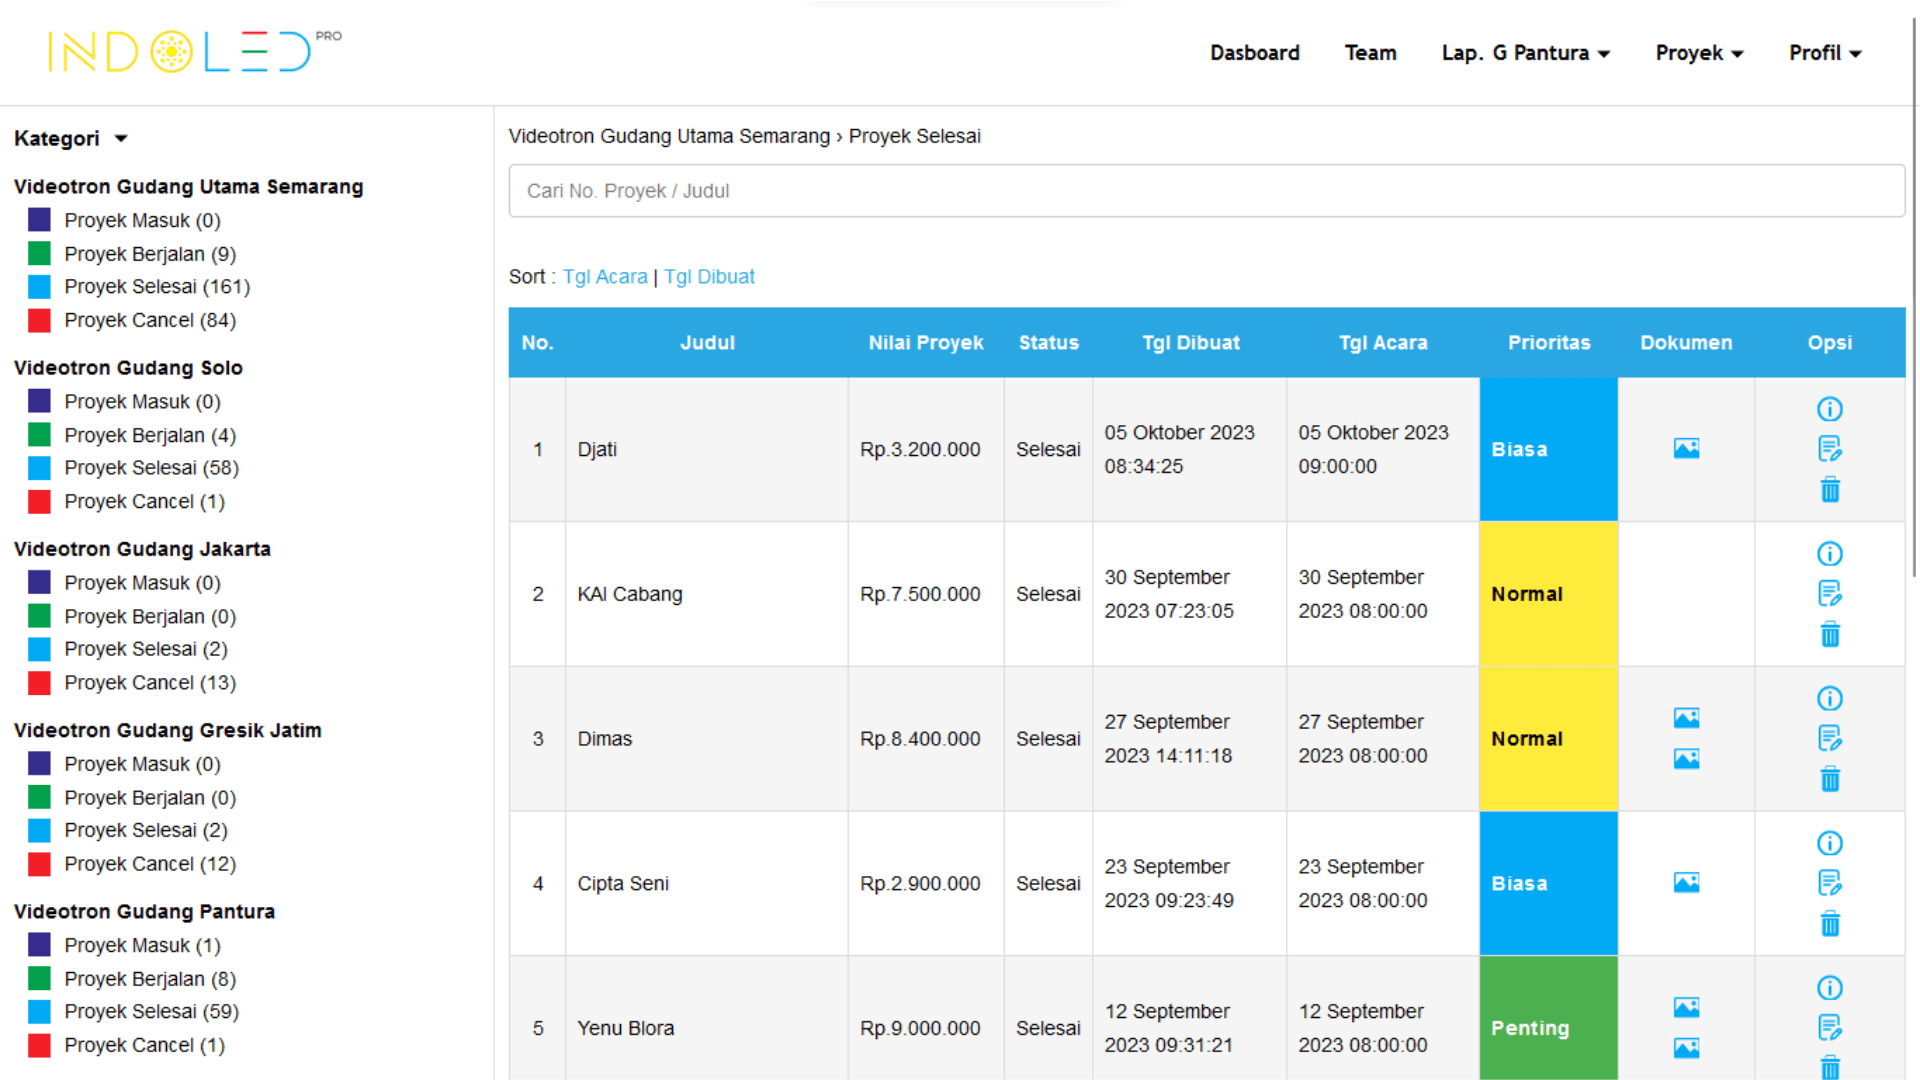 INDOLED PRO
Dasboard Team Lap. G Pantura Proyek Profil
Kategori
Videotron Gudang Utama Semarang
Proyek Masuk (0)
Proyek Berjalan (9)
Proyek Selesai (161)
Proyek Cancel (84)
Videotron Gudang Solo
Proyek Masuk (0)
Proyek Berjalan (4)
Proyek Selesai (58)
Proyek Cancel (1)
Videotron Gudang Jakarta
Proyek Masuk (0)
Proyek Berjalan (0)
Proyek Selesai (2)
Proyek Cancel (13)
Videotron Gudang Gresik Jatim
Proyek Masuk (0)
Proyek Berjalan (0)
Proyek Selesai (2)
Proyek Cancel (12)
Videotron Gudang Pantura
Proyek Masuk (1)
Proyek Berjalan (8)
Proyek Selesai (59)
Proyek Cancel (1)
Videotron Gudang Utama Semarang › Proyek Selesai
Cari No. Proyek / Judul
Sort : Tgl Acara | Tgl Dibuat
No. Judul Nilai Proyek Status Tgl Dibuat Tgl Acara Prioritas Dokumen Opsi
1 Djati Rp.3.200.000 Selesai 05 Oktober 2023 08:34:25 05 Oktober 2023 09:00:00 Biasa
2 KAI Cabang Rp.7.500.000 Selesai 30 September 2023 07:23:05 30 September 2023 08:00:00 Normal
3 Dimas Rp.8.400.000 Selesai 27 September 2023 14:11:18 27 September 2023 08:00:00 Normal
4 Cipta Seni Rp.2.900.000 Selesai 23 September 2023 09:23:49 23 September 2023 08:00:00 Biasa
5 Yenu Blora Rp.9.000.000 Selesai 12 September 2023 09:31:21 12 September 2023 08:00:00 Penting